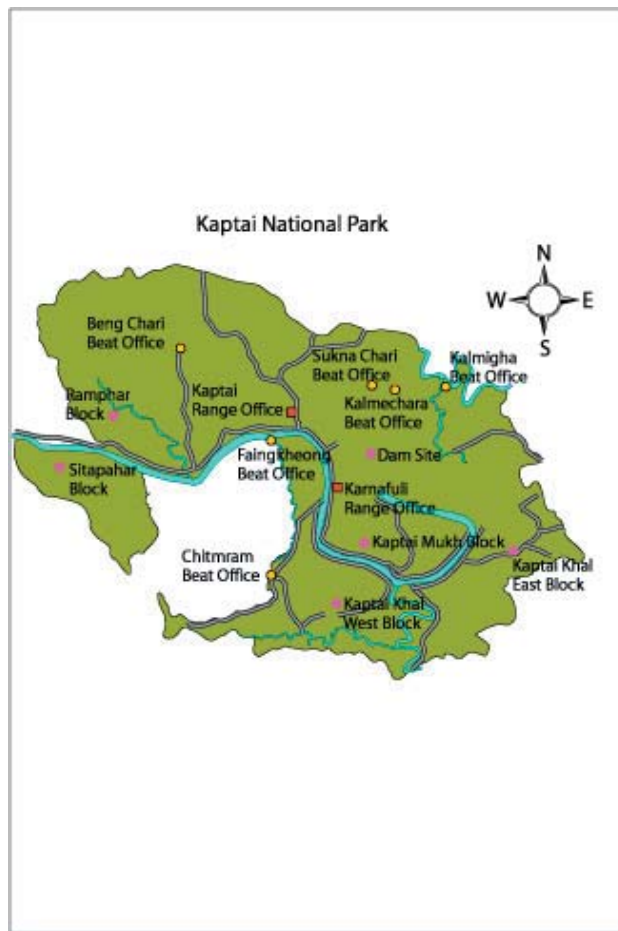 Kaptai National Park
N
W
E
S
Beng Chari
Beat Office
Sukna Chari
Beat Office
Kalmigha
Beat Office
Ramphar
Block
Kaptai
Range Office
Kalmechara
Beat Office
Sitapahar
Block
Faingkheong
Beat Office
Dam Site
Karnafuli
Range Office
Kaptai Mukh Block
Kaptai Khal
East Block
Chitmram
Beat Office
Kaptai Khal
West Block